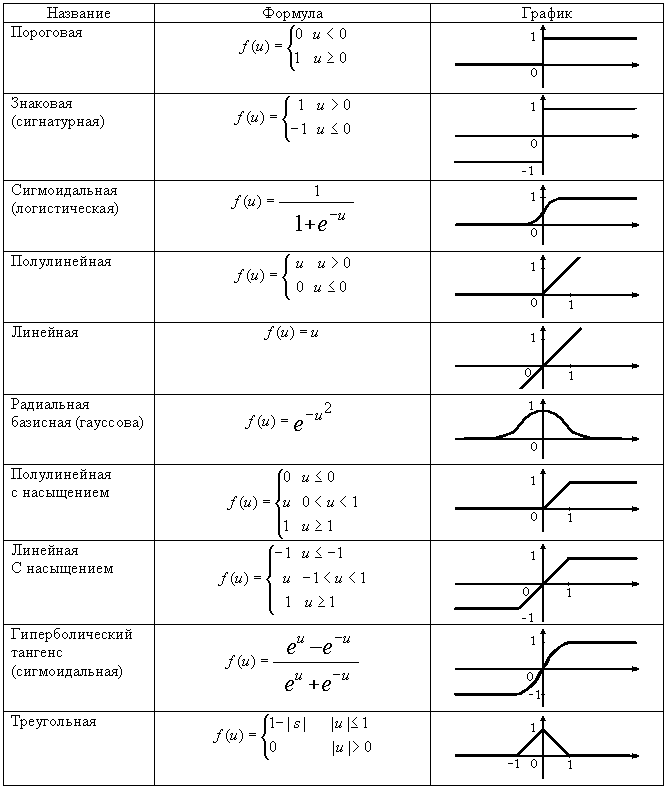 Название Формула График
Пороговая
f(u) = {0 u < 0
1 u ≥ 0
1
0
Знаковая
(сигнатурная)
f(u) = {1 u > 0
−1 u ≤ 0
1
-1
Сигмоидальная
(логистическая)
f(u) = 1
1+e^−u
1
0
Полулинейная
f(u) = {u u > 0
0 u ≤ 0
1
0 1
Линейная
f(u) = u
1
0 1
Радиальная
базисная (гауссова)
f(u) = e^−u^2
1
0
Полулинейная
с насыщением
f(u) = {0 u ≤ 0
u 0 < u < 1
1 u ≥ 1
1
0 1
Линейная
С насыщением
f(u) = {−1 u ≤ −1
u −1 < u < 1
1 u ≥ 1
1
0 1
-1
Гиперболический
тангенс
(сигмоидальная)
f(u) = e^u − e^−u
e^u + e^−u
1
0
-1
Треугольная
f(u) = {1−|s| |u| ≤ 1
0 |u| > 0
1
−1 0 1